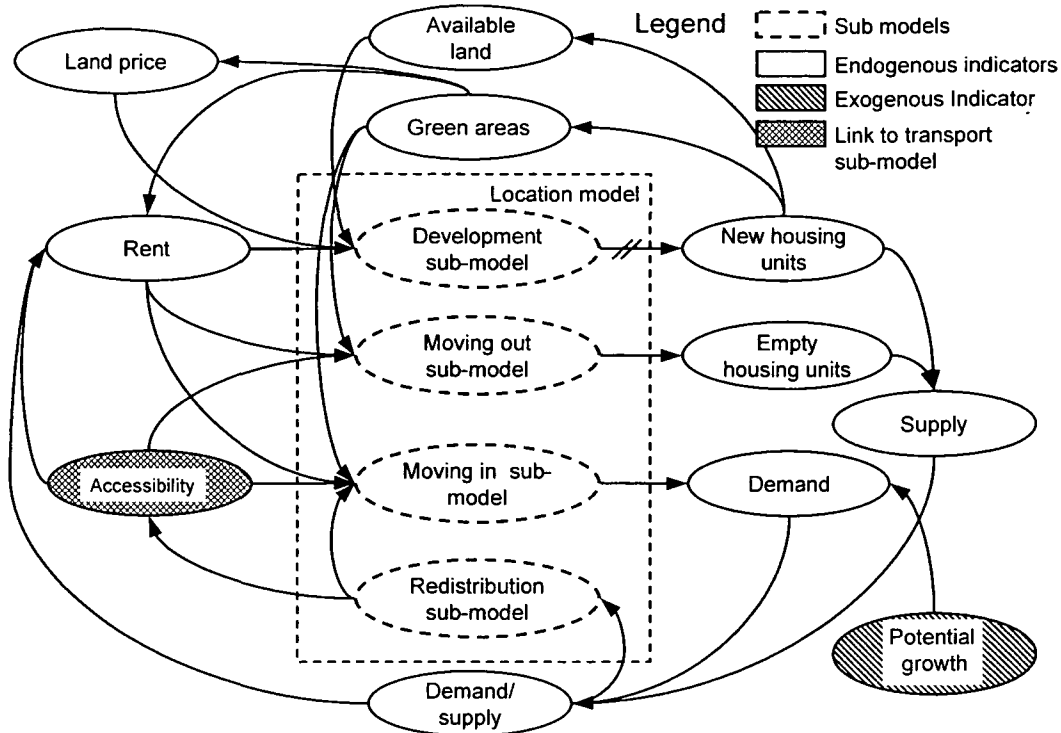 Legend
Sub models
Endogenous indicators
Exogenous Indicator
Link to transport
sub-model
Available
land
Land price
Green areas
Location model
Rent
Development
sub-model
New housing
units
Moving out
sub-model
Empty
housing units
Supply
Accessibility
Moving in sub-
model
Demand
Redistribution
sub-model
Potential
growth
Demand/
supply